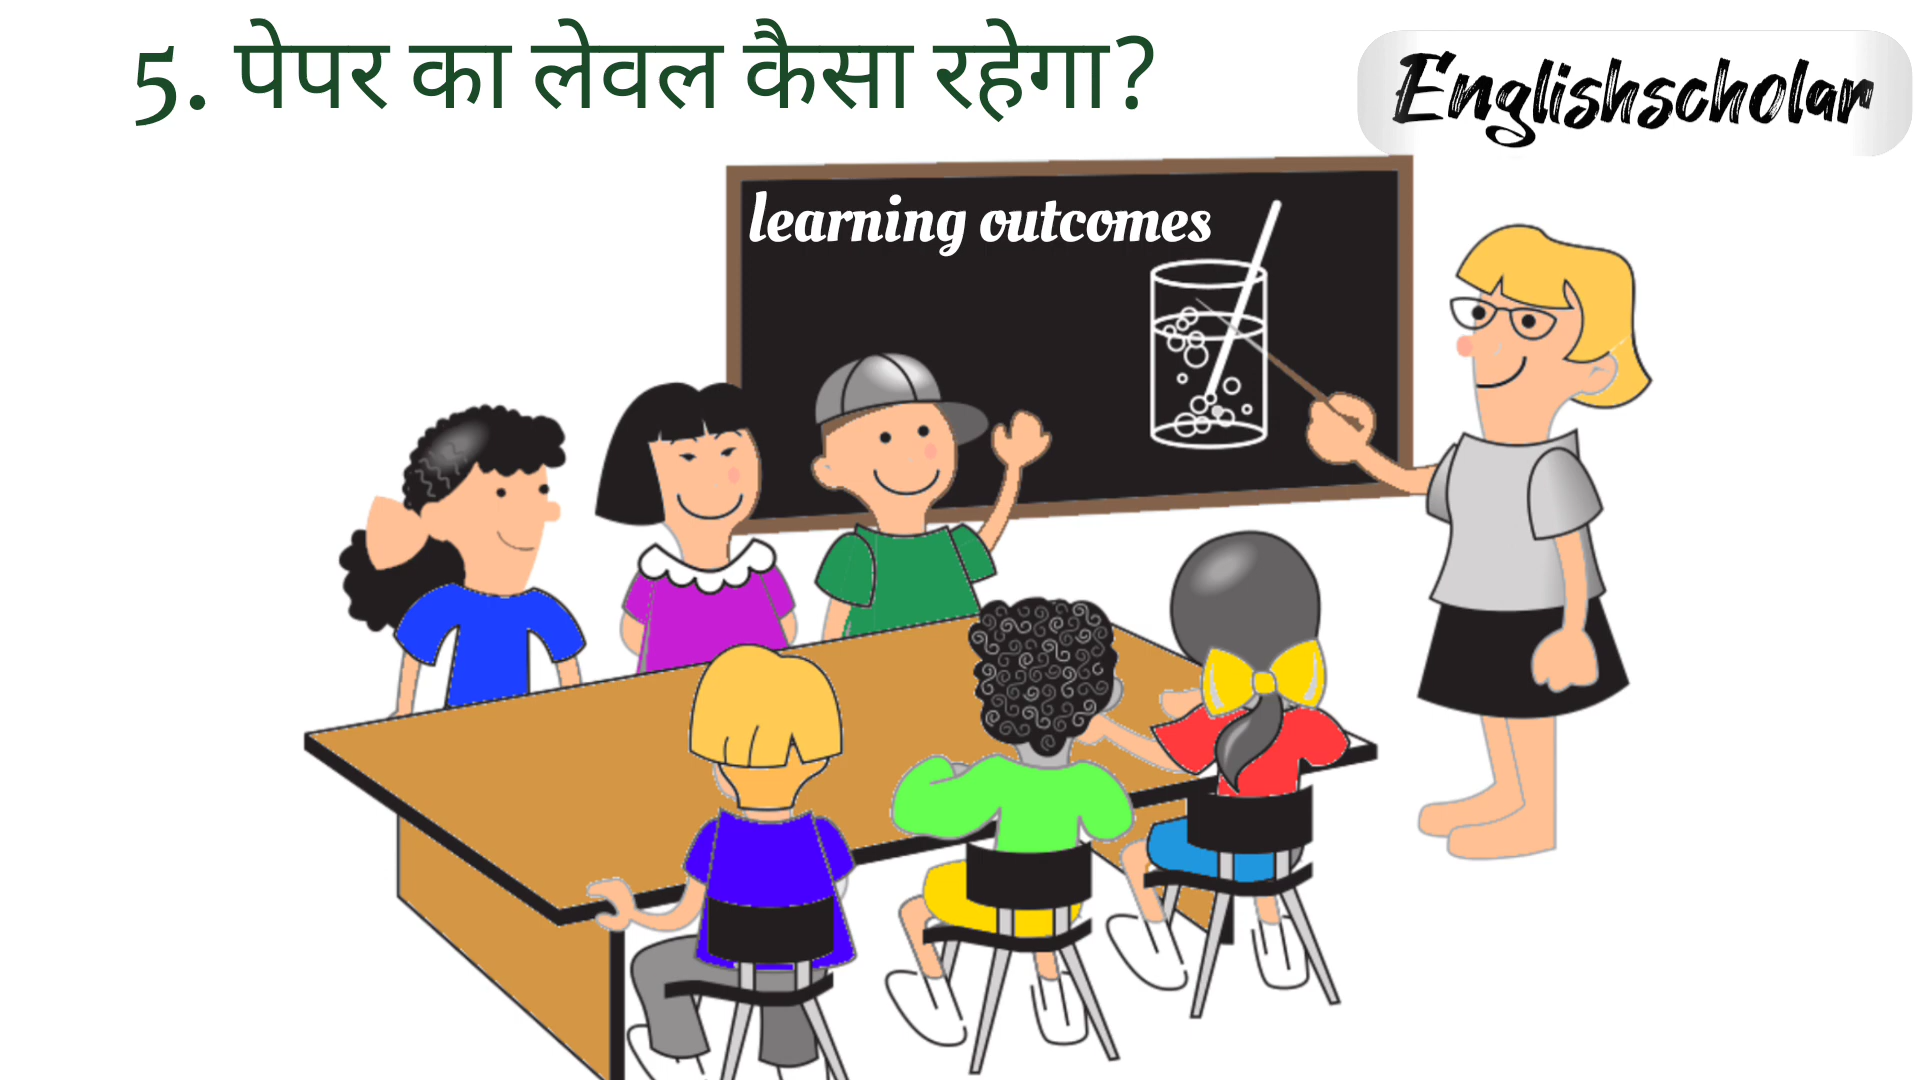 5. पेपर का लेवल कैसा रहेगा?
Englishscholar
learning outcomes